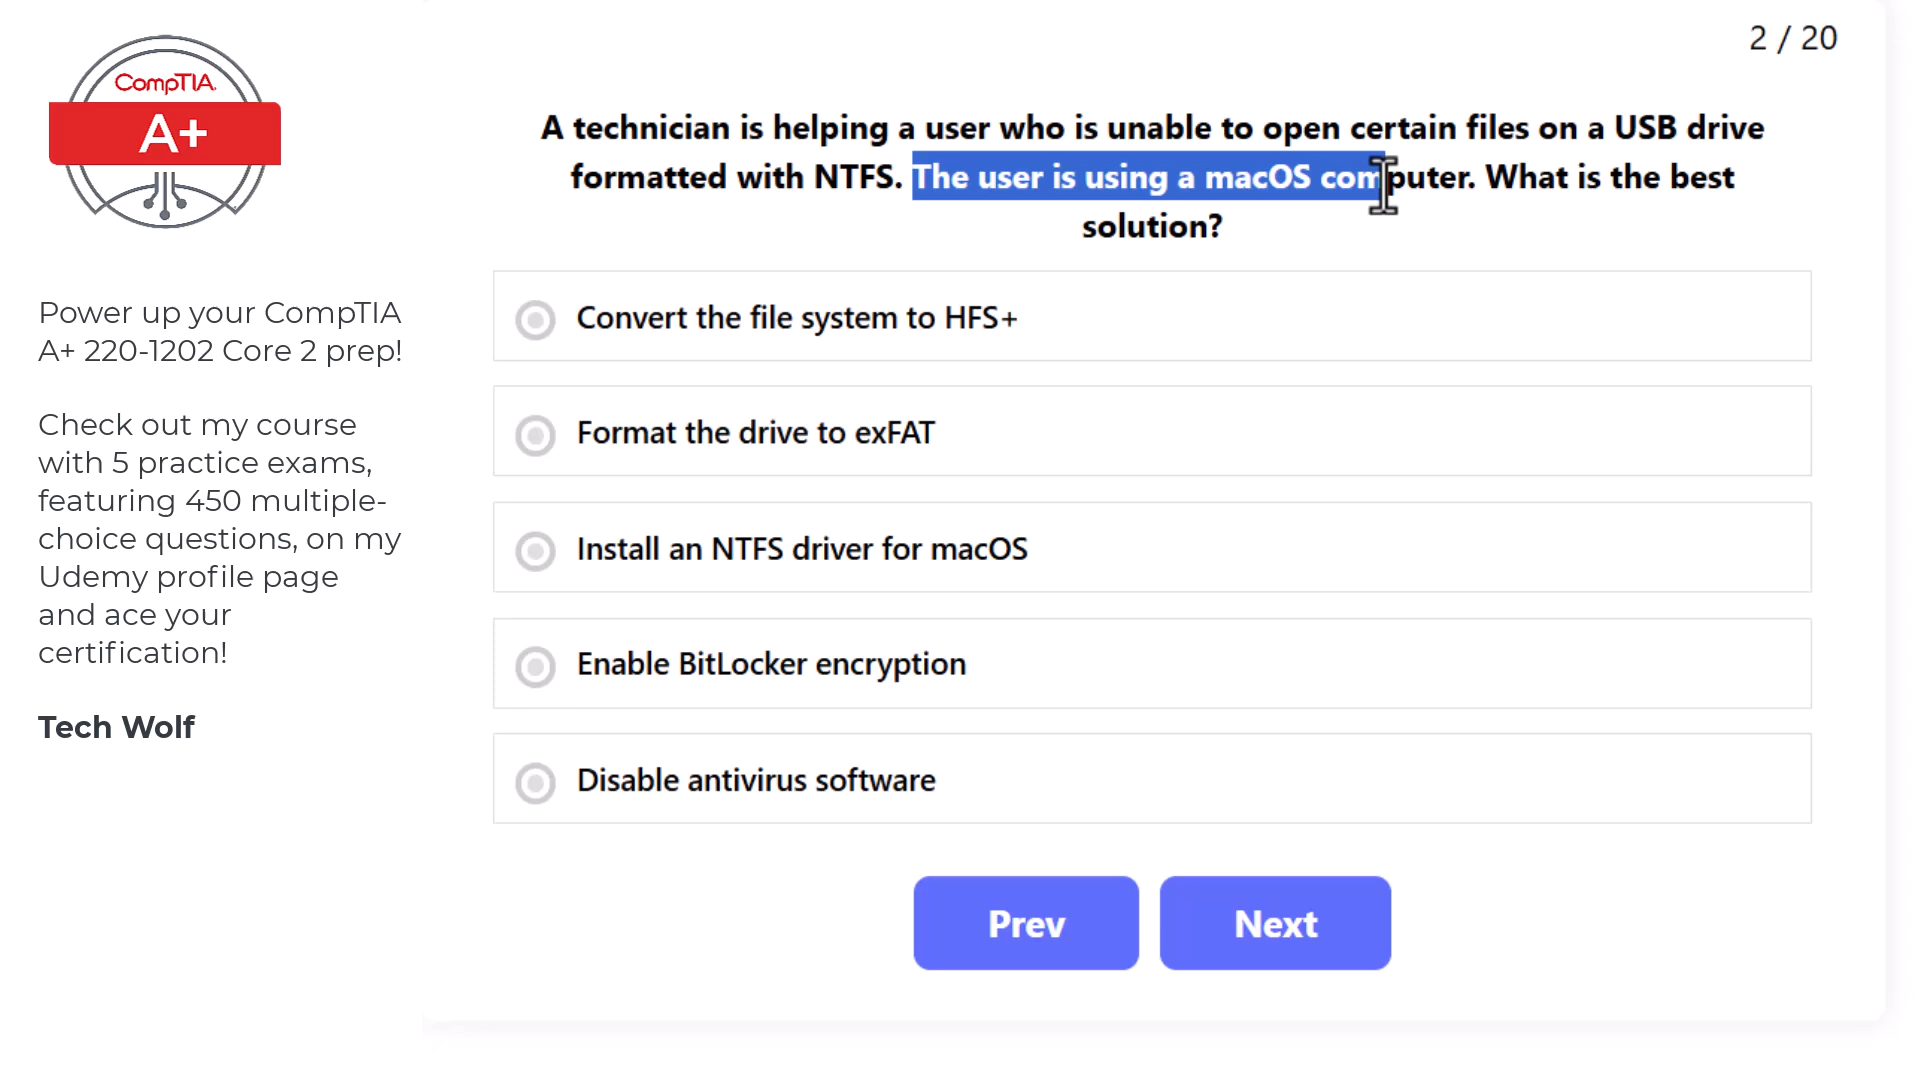 CompTIA.
A+
Power up your CompTIA
A+ 220-1202 Core 2 prep!
Check out my course
with 5 practice exams,
featuring 450 multiple-
choice questions, on my
Udemy profile page
and ace your
certification!
Tech Wolf
2 / 20
A technician is helping a user who is unable to open certain files on a USB drive
formatted with NTFS. The user is using a macOS computer. What is the best
solution?
Convert the file system to HFS+
Format the drive to exFAT
Install an NTFS driver for macOS
Enable BitLocker encryption
Disable antivirus software
Prev
Next